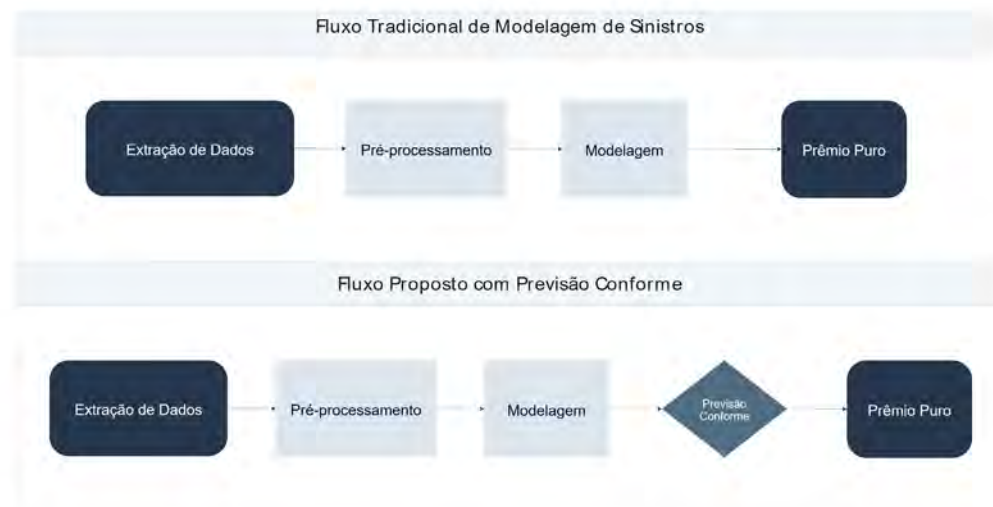 Fluxo Tradicional de Modelagem de Sinistros
Extração de Dados
Pré-processamento
Modelagem
Prêmio Puro
Fluxo Proposto com Previsão Conforme
Extração de Dados
Pré-processamento
Modelagem
Previsão
Conforme
Prêmio Puro